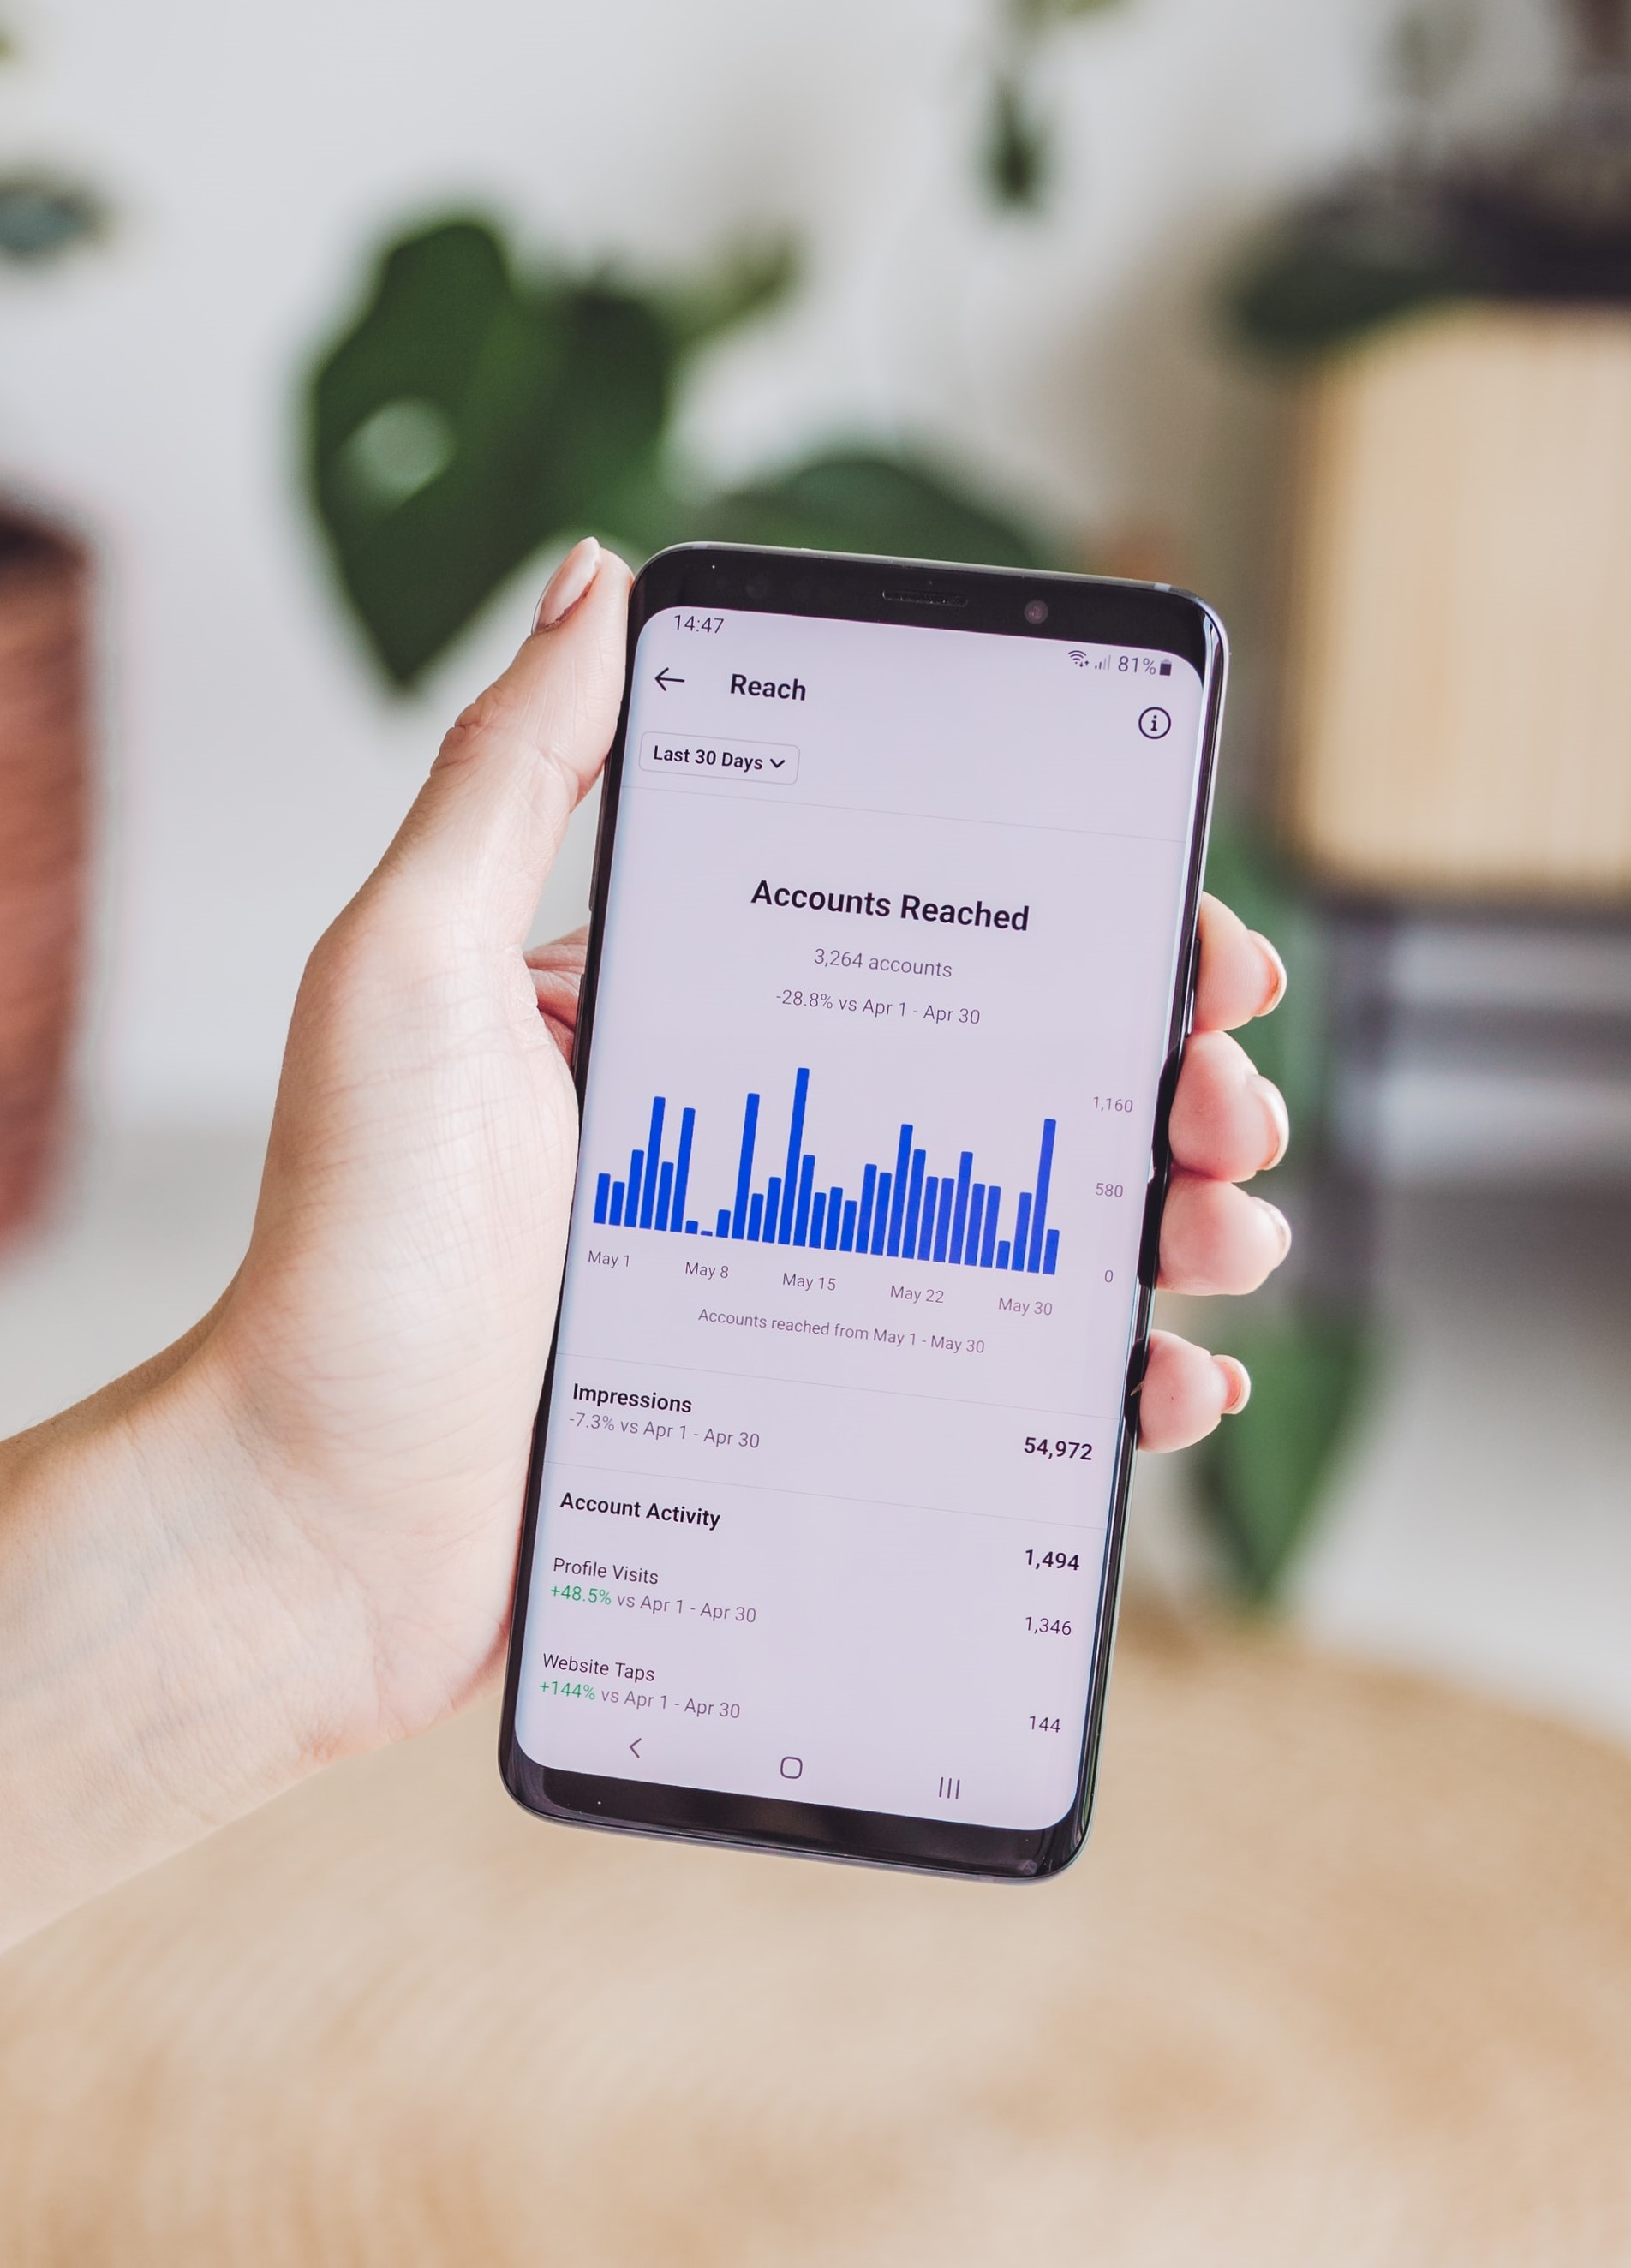 14:47
81%
Reach
Last 30 Days
Accounts Reached
3,264 accounts
-28.8% vs Apr 1 - Apr 30
1,160
580
0
May 1 May 8 May 15 May 22 May 30
Accounts reached from May 1 - May 30
Impressions
-7.3% vs Apr 1 - Apr 30
54,972
Account Activity
1,494
Profile Visits
+48.5% vs Apr 1 - Apr 30
1,346
Website Taps
+144% vs Apr 1 - Apr 30
144